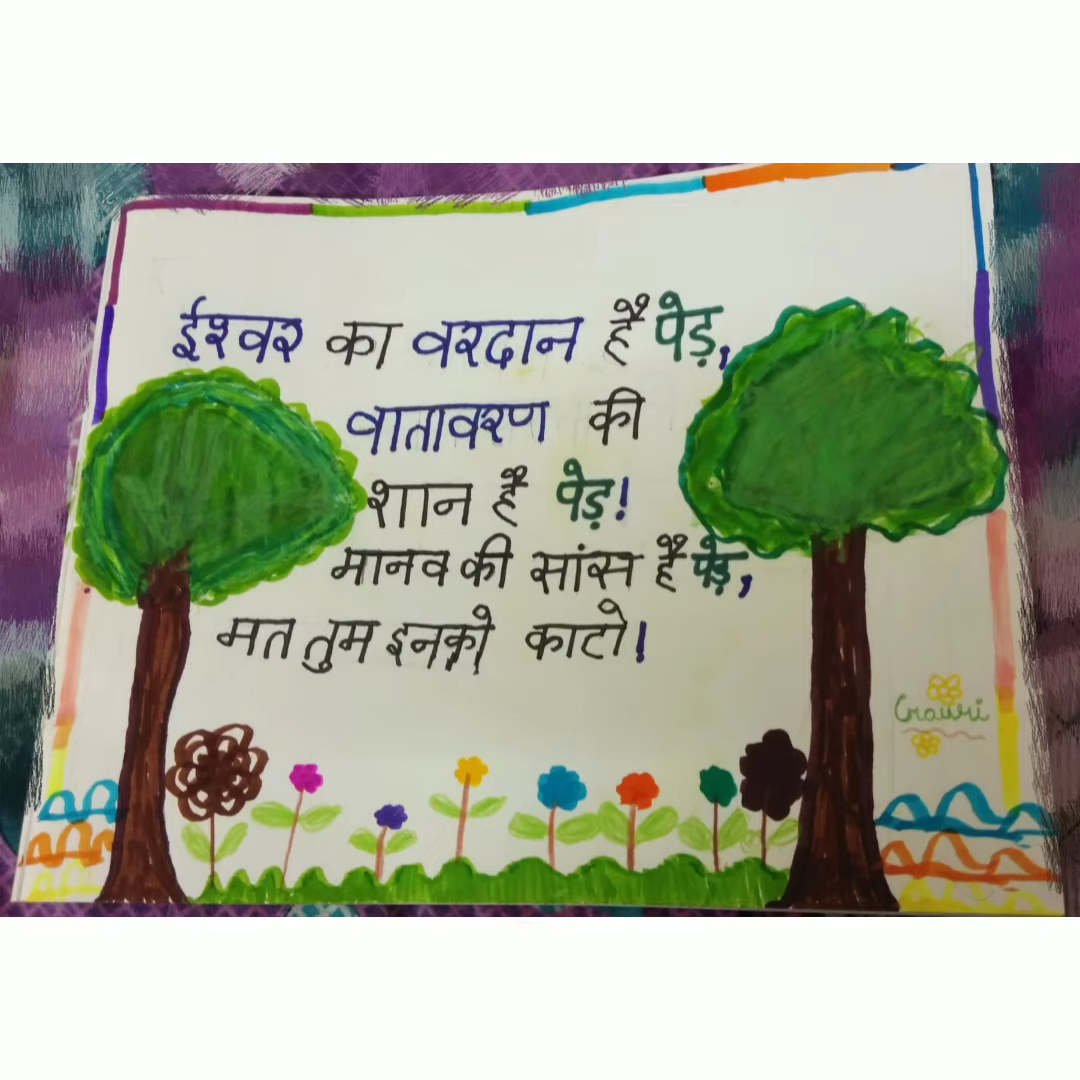 ईश्वर का वरदान हैं पेड़,
वातावरण की
शान हैं पेड़!
मानव की सांस हैं पेड़,
मत तुम इनको काटो!
Gauri